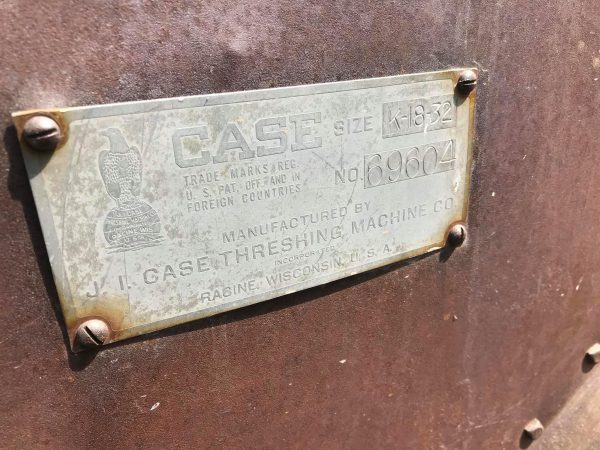 CASE
TRADE MARKS REG.
U.S. PAT. OFF. AND IN
FOREIGN COUNTRIES
SIZE K-18-32
NO. 69604
MANUFACTURED BY
J. I. CASE THRESHING MACHINE CO.
INCORPORATED
RACINE, WISCONSIN, U.S.A.